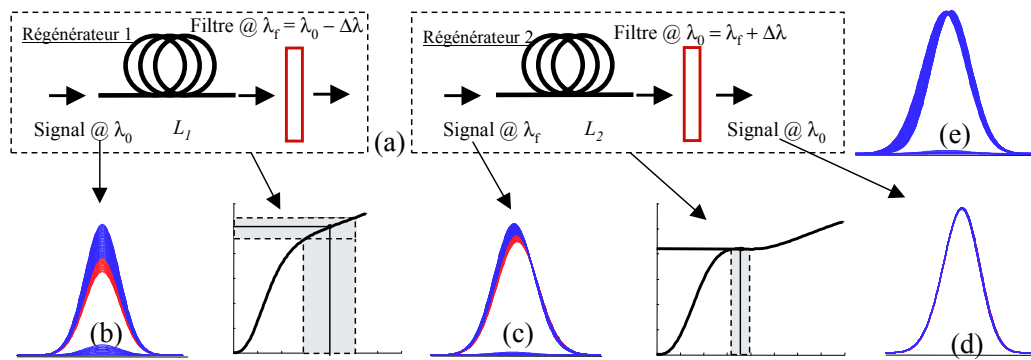 Régénérateur 1
Filtre @ λf = λ0 − Δλ
Signal @ λ0
L1
(a)
Régénérateur 2
Filtre @ λ0 = λf + Δλ
Signal @ λf
L2
Signal @ λ0
(e)
(b)
(c)
(d)